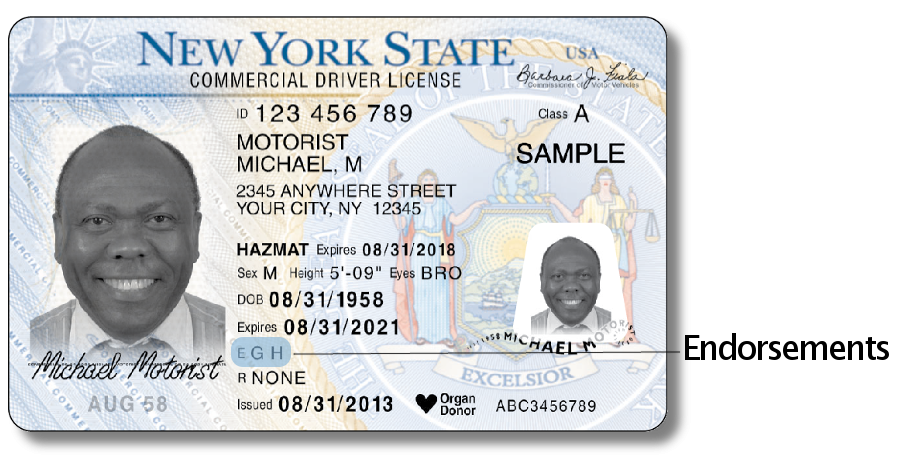 NEW YORK STATE
USA
COMMERCIAL DRIVER LICENSE
Commissioner of Motor Vehicles
ID 123 456 789
Class A
MOTORIST
MICHAEL, M
SAMPLE
2345 ANYWHERE STREET
YOUR CITY, NY 12345
HAZMAT Expires 08/31/2018
Sex M Height 5'-09" Eyes BRO
DOB 08/31/1958
Expires 08/31/2021
E G H
Endorsements
MICHAEL M MOTORIST
Michael Motorist
EXCELSIOR
R NONE
AUG 58
Issued 08/31/2013
Organ
Donor
ABC3456789